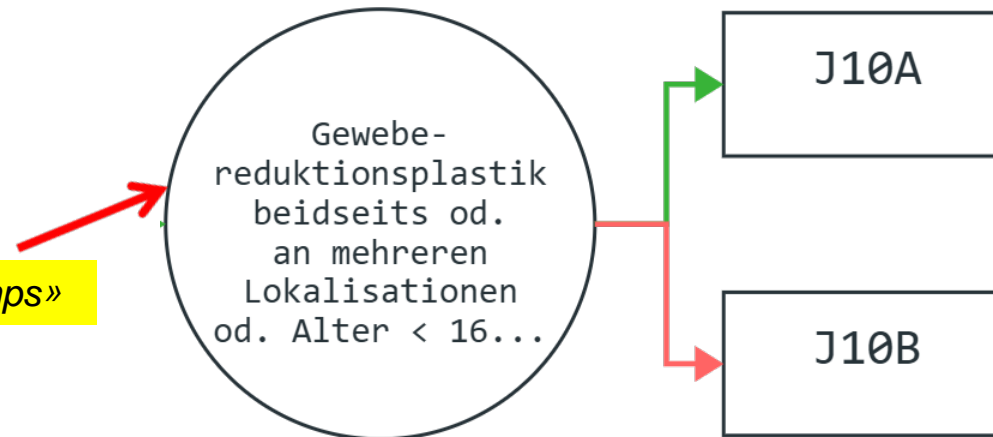 Gewebe-
reduktionsplastik
beidseits od.
an mehreren
Lokalisationen
od. Alter < 16...
J10A
J10B